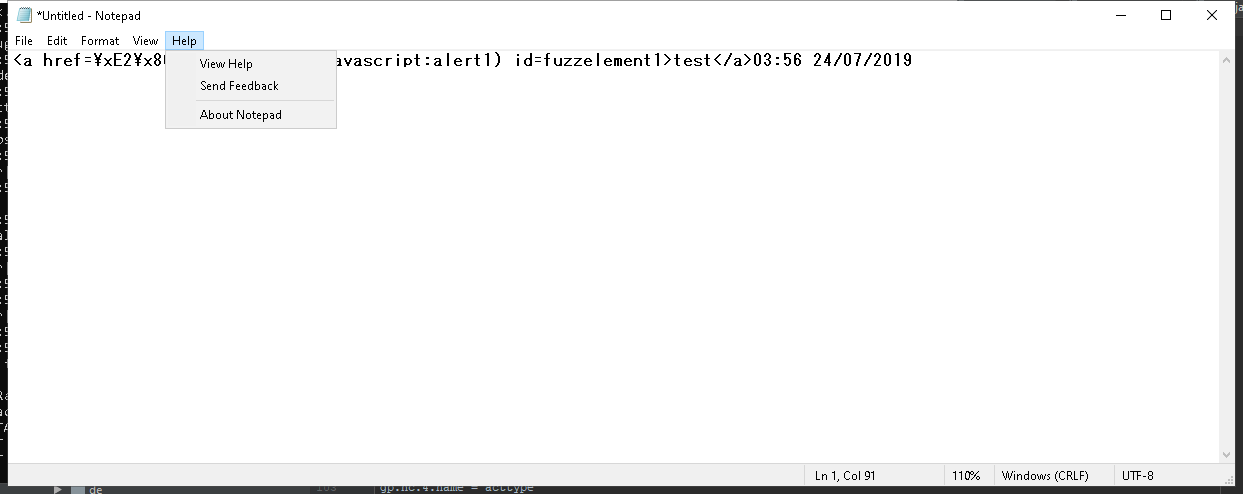 *Untitled - Notepad
File Edit Format View Help
<a href=¥xE2¥x8 avascript:alert1) id=fuzzelement1>test</a>03:56 24/07/2019
View Help
Send Feedback
About Notepad
Ln 1, Col 91 110% Windows (CRLF) UTF-8
de
gp.nc.4.name = acctype